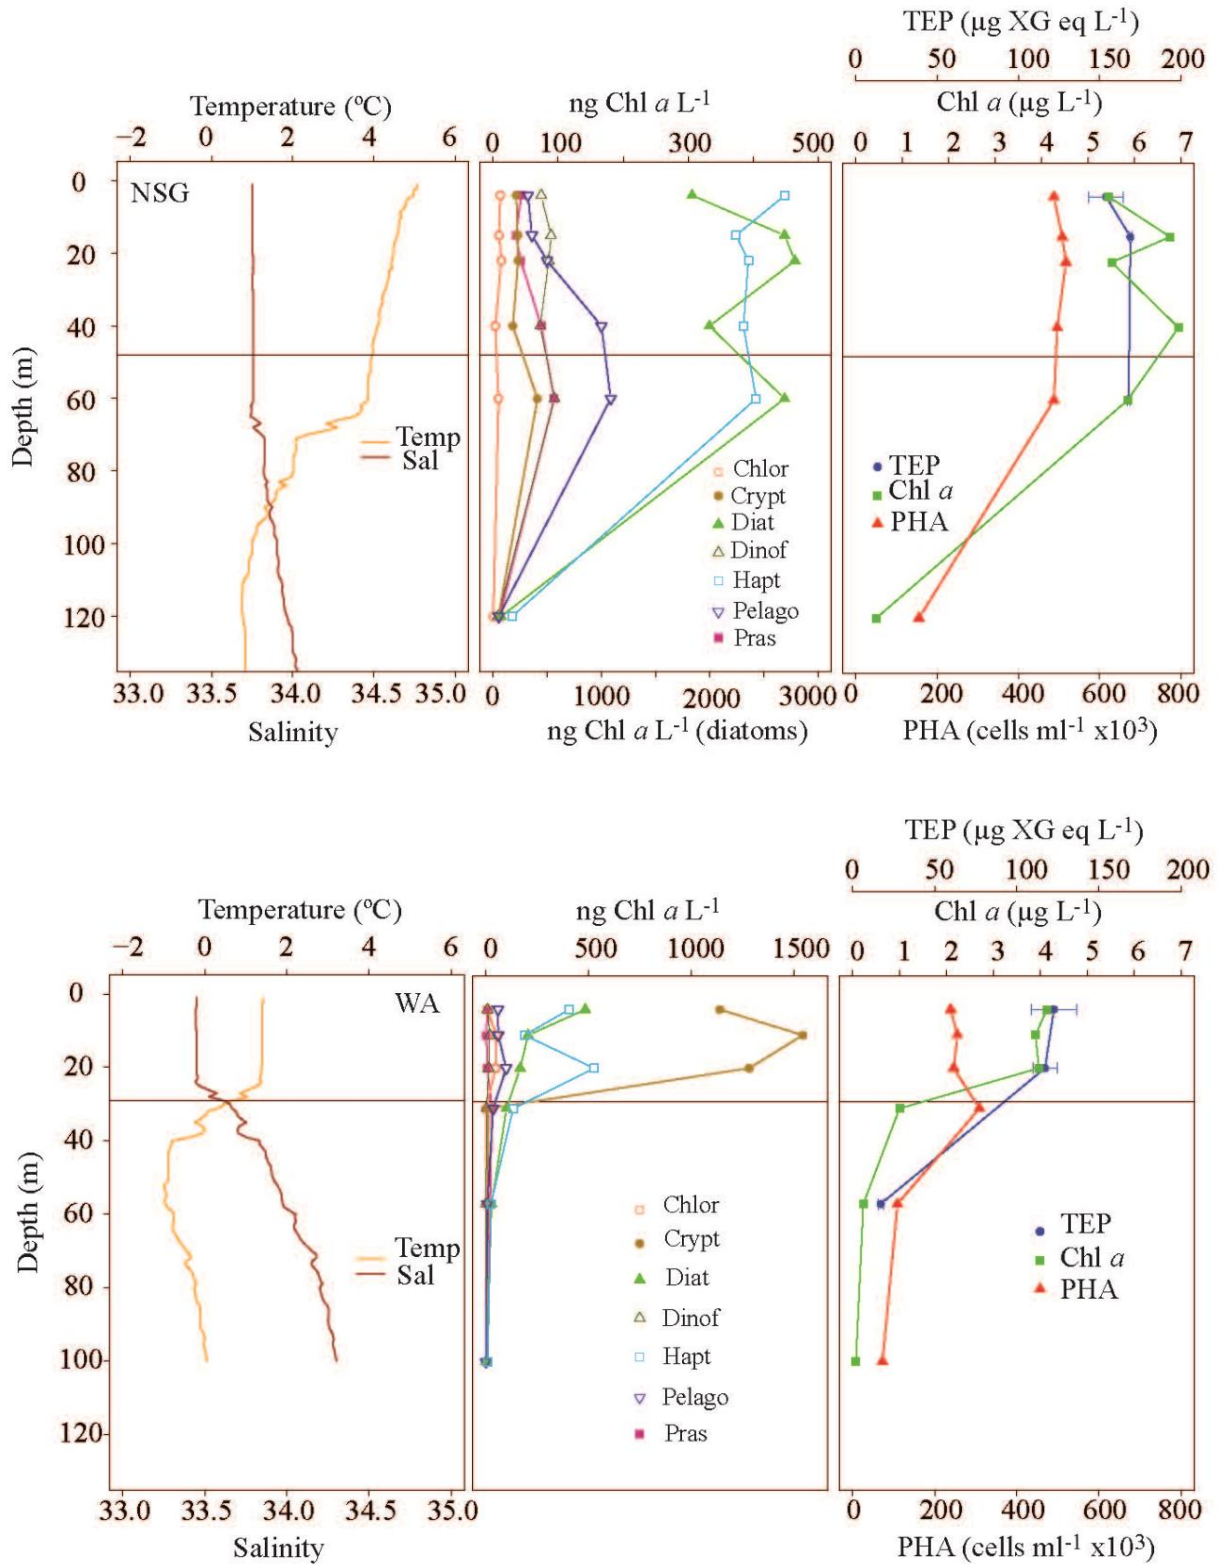 TEP (µg XG eq L-1)
0 50 100 150 200
Temperature (ºC)
ng Chl a L-1
Chl a (µg L-1)
−2 0 2 4 6
0 100 300 500
0 1 2 3 4 5 6 7
NSG
Depth (m)
0
20
40
60
80
100
120
Temp
Sal
Chlor
Crypt
Diat
Dinof
Hapt
Pelago
Pras
TEP
Chl a
PHA
33.0 33.5 34.0 34.5 35.0
0 1000 2000 3000
0 200 400 600 800
Salinity
ng Chl a L-1 (diatoms)
PHA (cells ml-1 x103)
TEP (µg XG eq L-1)
0 50 100 150 200
Temperature (ºC)
ng Chl a L-1
Chl a (µg L-1)
−2 0 2 4 6
0 500 1000 1500
0 1 2 3 4 5 6 7
WA
Depth (m)
0
20
40
60
80
100
120
Temp
Sal
Chlor
Crypt
Diat
Dinof
Hapt
Pelago
Pras
TEP
Chl a
PHA
33.0 33.5 34.0 34.5 35.0
0 200 400 600 800
Salinity
PHA (cells ml-1 x103)